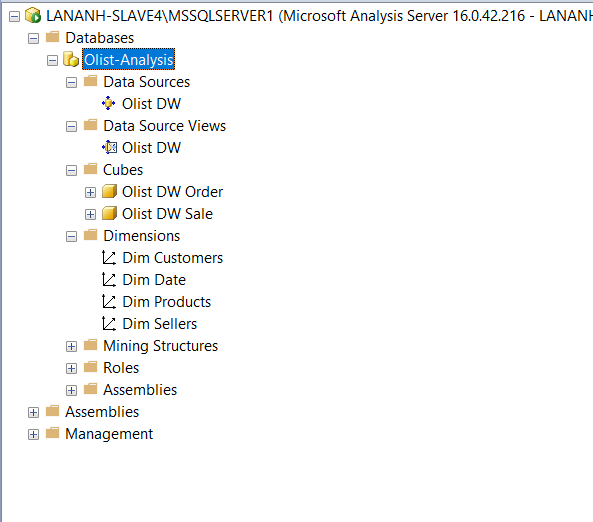 LANANH-SLAVE4\MSSQLSERVER1 (Microsoft Analysis Server 16.0.42.216 -
Databases
Olist-Analysis
Data Sources
Olist DW
Data Source Views
Olist DW
Cubes
Olist DW Order
Olist DW Sale
Dimensions
Dim Customers
Dim Date
Dim Products
Dim Sellers
Mining Structures
Roles
Assemblies
Assemblies
Management